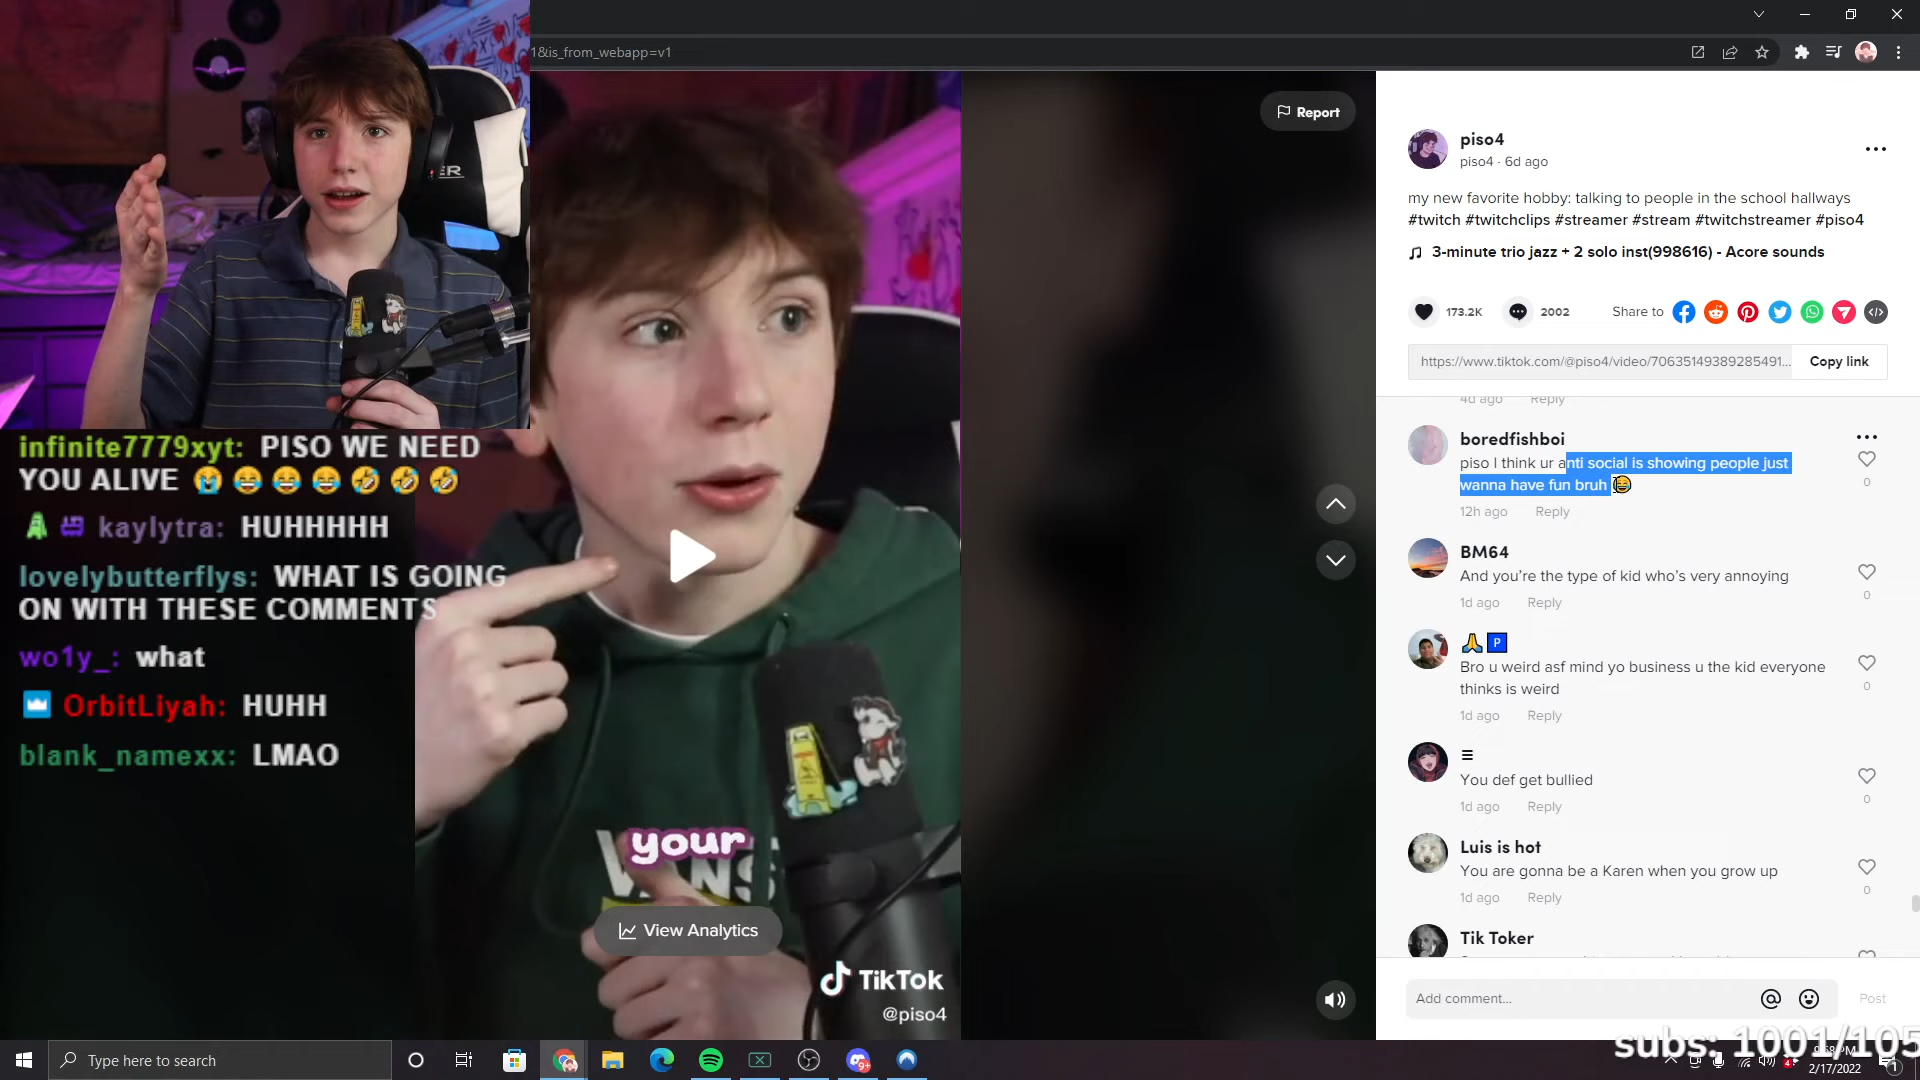 1&is_from_webapp=v1
Report
piso4
piso4 · 6d ago
my new favorite hobby: talking to people in the school hallways
#twitch #twitchclips #streamer #stream #twitchstreamer #piso4
3-minute trio jazz + 2 solo inst(998616) - Acore sounds
173.2K
2002
Share to
https://www.tiktok.com/@piso4/video/70635149389285491...
Copy link
4d ago Reply
boredfishboi
piso I think ur anti social is showing people just
wanna have fun bruh 😂
0
12h ago Reply
BM64
And you’re the type of kid who’s very annoying
0
1d ago Reply
🙏🅿️
Bro u weird asf mind yo business u the kid everyone
thinks is weird
0
1d ago Reply
You def get bullied
0
1d ago Reply
Luis is hot
You are gonna be a Karen when you grow up
0
1d ago Reply
Tik Toker
Add comment...
Post
infinite7779xyt: PISO WE NEED
YOU ALIVE 😭😂😂😂🤣🤣🤣
kaylytra: HUHHHHH
lovelybutterflys: WHAT IS GOING
ON WITH THESE COMMENTS
wo1y_: what
OrbitLiyah: HUHH
blank_namexx: LMAO
your
VANS
View Analytics
TikTok
@piso4
Type here to search
subs: 1001/105
2/17/2022